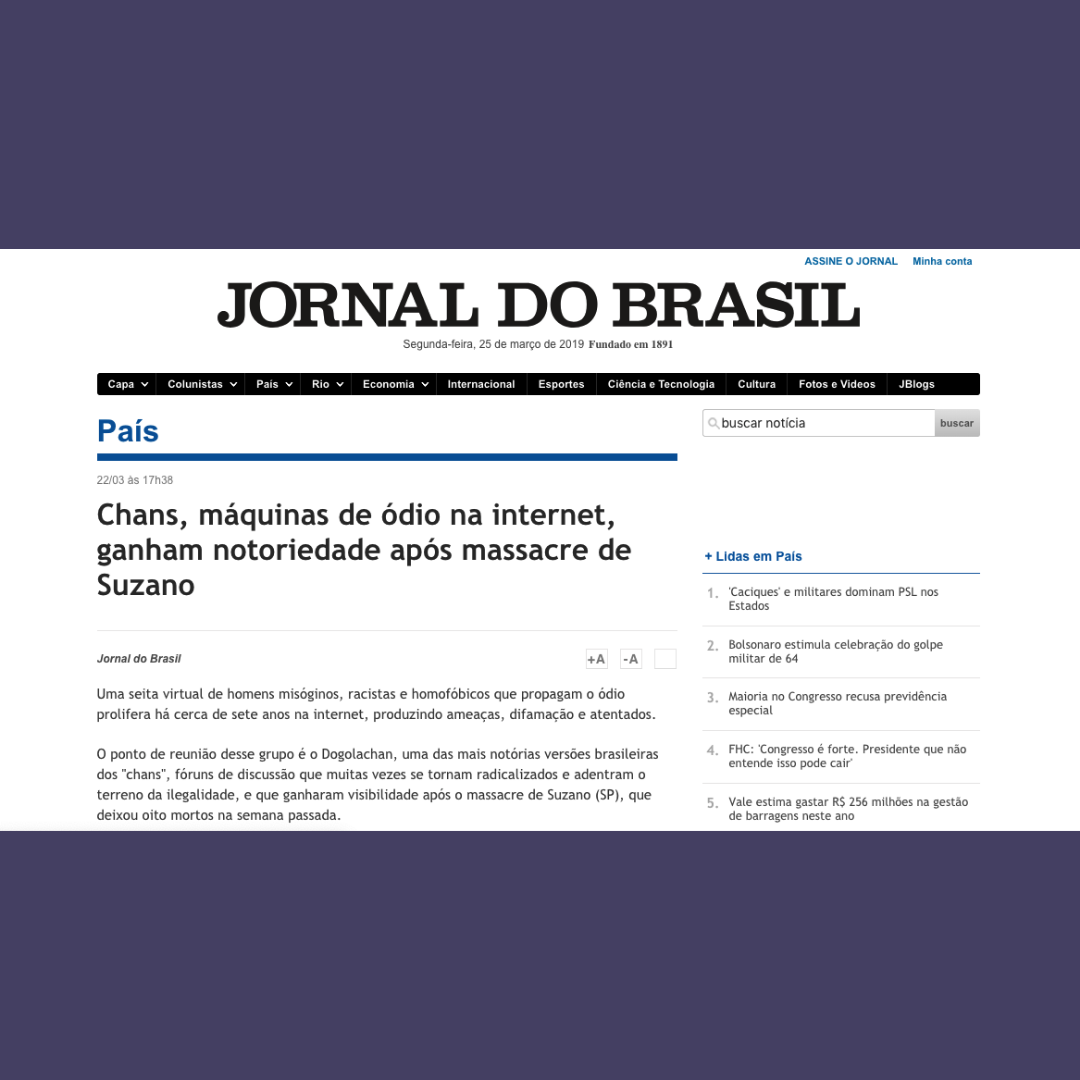 ASSINE O JORNAL Minha conta
JORNAL DO BRASIL
Segunda-feira, 25 de março de 2019 Fundado em 1891
Capa Colunistas País Rio Economia Internacional Esportes Ciência e Tecnologia Cultura Fotos e Videos JBlogs
País
22/03 às 17h38
Chans, máquinas de ódio na internet,
ganham notoriedade após massacre de
Suzano
Jornal do Brasil
+A -A
Uma seita virtual de homens misóginos, racistas e homofóbicos que propagam o ódio
prolifera há cerca de sete anos na internet, produzindo ameaças, difamação e atentados.
O ponto de reunião desse grupo é o Dogolachan, uma das mais notórias versões brasileiras
dos "chans", fóruns de discussão que muitas vezes se tornam radicalizados e adentram o
terreno da ilegalidade, e que ganharam visibilidade após o massacre de Suzano (SP), que
deixou oito mortos na semana passada.
buscar notícia buscar
+ Lidas em País
1. 'Caciques' e militares dominam PSL nos
Estados
2. Bolsonaro estimula celebração do golpe
militar de 64
3. Maioria no Congresso recusa previdência
especial
4. FHC: 'Congresso é forte. Presidente que não
entende isso pode cair'
5. Vale estima gastar R$ 256 milhões na gestão
de barragens neste ano